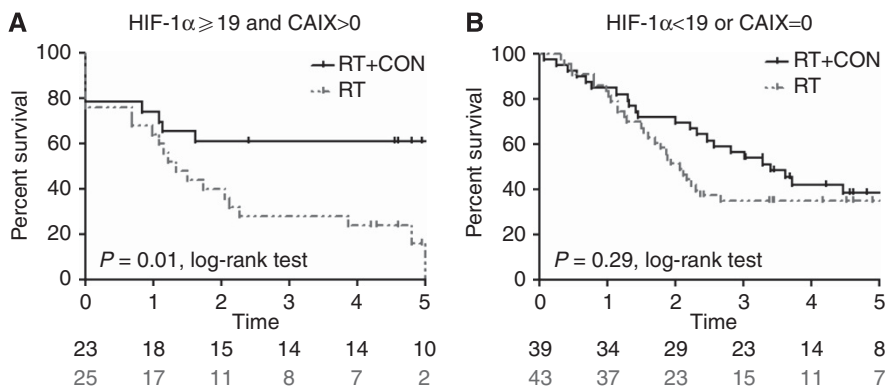 A
HIF-1α⩾19 and CAIX>0
Percent survival
100
80
60
40
20
0
RT+CON
RT
P = 0.01, log-rank test
0 1 2 3 4 5
Time
23 18 15 14 14 10
25 17 11 8 7 2
B
HIF-1α<19 or CAIX=0
Percent survival
100
80
60
40
20
0
RT+CON
RT
P = 0.29, log-rank test
0 1 2 3 4 5
Time
39 34 29 23 14 8
43 37 23 15 11 7